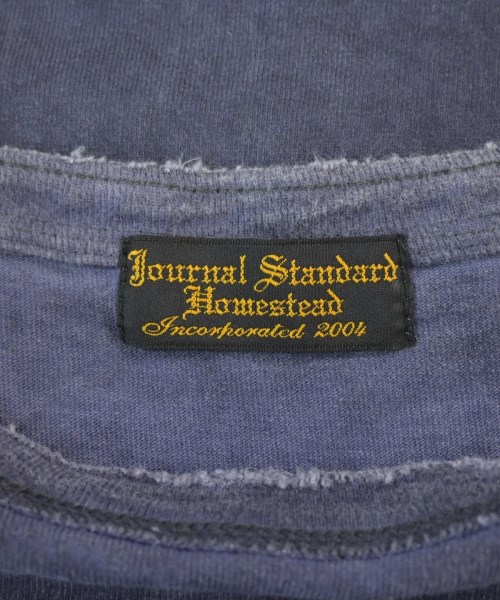 Journal Standard
Homestead
Incorporated 2004